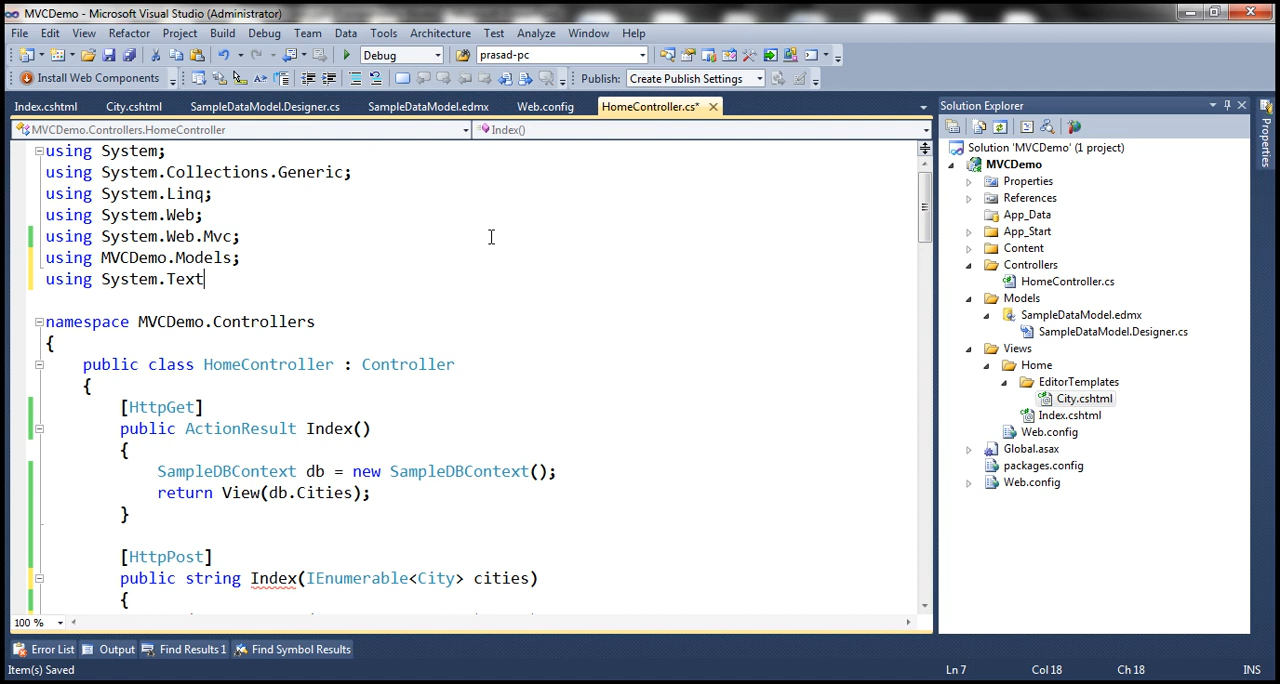 MVCDemo - Microsoft Visual Studio (Administrator)
File Edit View Refactor Project Build Debug Team Data Tools Architecture Test Analyze Window Help
Debug prasad-pc
Install Web Components Publish: Create Publish Settings
Index.cshtml City.cshtml SampleDataModel.Designer.cs SampleDataModel.edmx Web.config HomeController.cs*
MVCDemo.Controllers.HomeController Index()
using System;
using System.Collections.Generic;
using System.Linq;
using System.Web;
using System.Web.Mvc;
using MVCDemo.Models;
using System.Text
namespace MVCDemo.Controllers
{
public class HomeController : Controller
{
[HttpGet]
public ActionResult Index()
{
SampleDBContext db = new SampleDBContext();
return View(db.Cities);
}
[HttpPost]
public string Index(IEnumerable<City> cities)
{
100 %
Solution Explorer
Solution 'MVCDemo' (1 project)
MVCDemo
Properties
References
App_Data
App_Start
Content
Controllers
HomeController.cs
Models
SampleDataModel.edmx
SampleDataModel.Designer.cs
Views
Home
EditorTemplates
City.cshtml
Index.cshtml
Web.config
Global.asax
packages.config
Web.config
Properties
Error List Output Find Results 1 Find Symbol Results
Item(s) Saved Ln 7 Col 18 Ch 18 INS